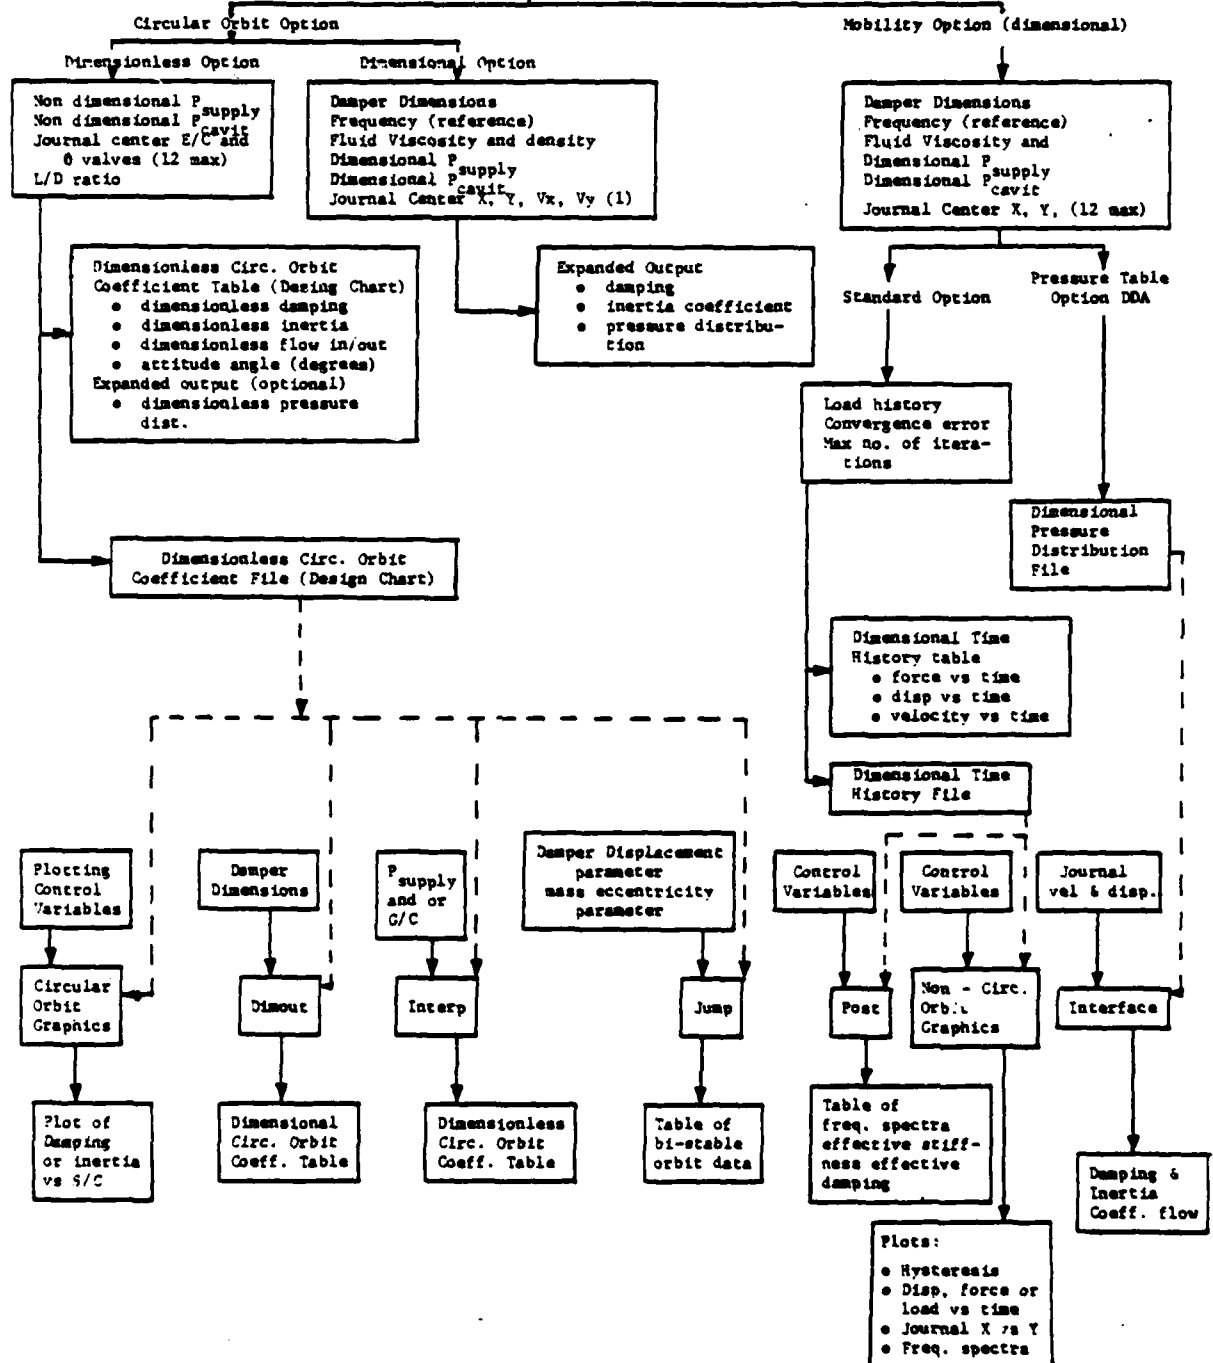 Circular Orbit Option
Mobility Option (dimensional)
Dimensionless Option
Dimensional Option
Non dimensional P supply
Non dimensional P cavit
Journal center E/C and
θ valves (12 max)
L/D ratio
Damper Dimensions
Frequency (reference)
Fluid Viscosity and density
Dimensional P supply
Dimensional P cavit
Journal Center X, Y, Vx, Vy (1)
Damper Dimensions
Frequency (reference)
Fluid Viscosity and
Dimensional P supply
Dimensional P cavit
Journal Center X, Y, (12 max)
Dimensionless Circ. Orbit
Coefficient Table (Desing Chart)
• dimensionless damping
• dimensionless inertia
• dimensionless flow in/out
• attitude angle (degrees)
Expanded output (optional)
• dimensionless pressure
dist.
Expanded Output
• damping
• inertia coefficient
• pressure distribu-
tion
Standard Option
Pressure Table
Option DDA
Load history
Convergence error
Max no. of itera-
tions
Dimensional
Pressure
Distribution
File
Dimensionless Circ. Orbit
Coefficient File (Design Chart)
Dimensional Time
History table
• force vs time
• disp vs time
• velocity vs time
Dimensional Time
History File
Plotting
Control
Variables
Damper
Dimensions
P supply
and or
G/C
Damper Displacement
parameter
mass eccentricity
parameter
Control
Variables
Control
Variables
Journal
vel & disp.
Circular
Orbit
Graphics
Dimout
Interp
Jump
Post
Non - Circ.
Orbit
Graphics
Interface
Plot of
Damping
or inertia
vs G/C
Dimensional
Circ. Orbit
Coeff. Table
Dimensionless
Circ. Orbit
Coeff. Table
Table of
bi-stable
orbit data
Table of
freq. spectra
effective stiff-
ness effective
damping
Damping &
Inertia
Coeff. flow
Plots:
• Hysteresis
• Disp, force or
load vs time
• Journal X vs Y
• Freq. spectra